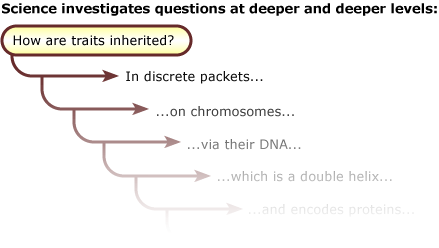 Science investigates questions at deeper and deeper levels:
How are traits inherited?
In discrete packets...
...on chromosomes...
...via their DNA...
...which is a double helix...
...and encodes proteins...